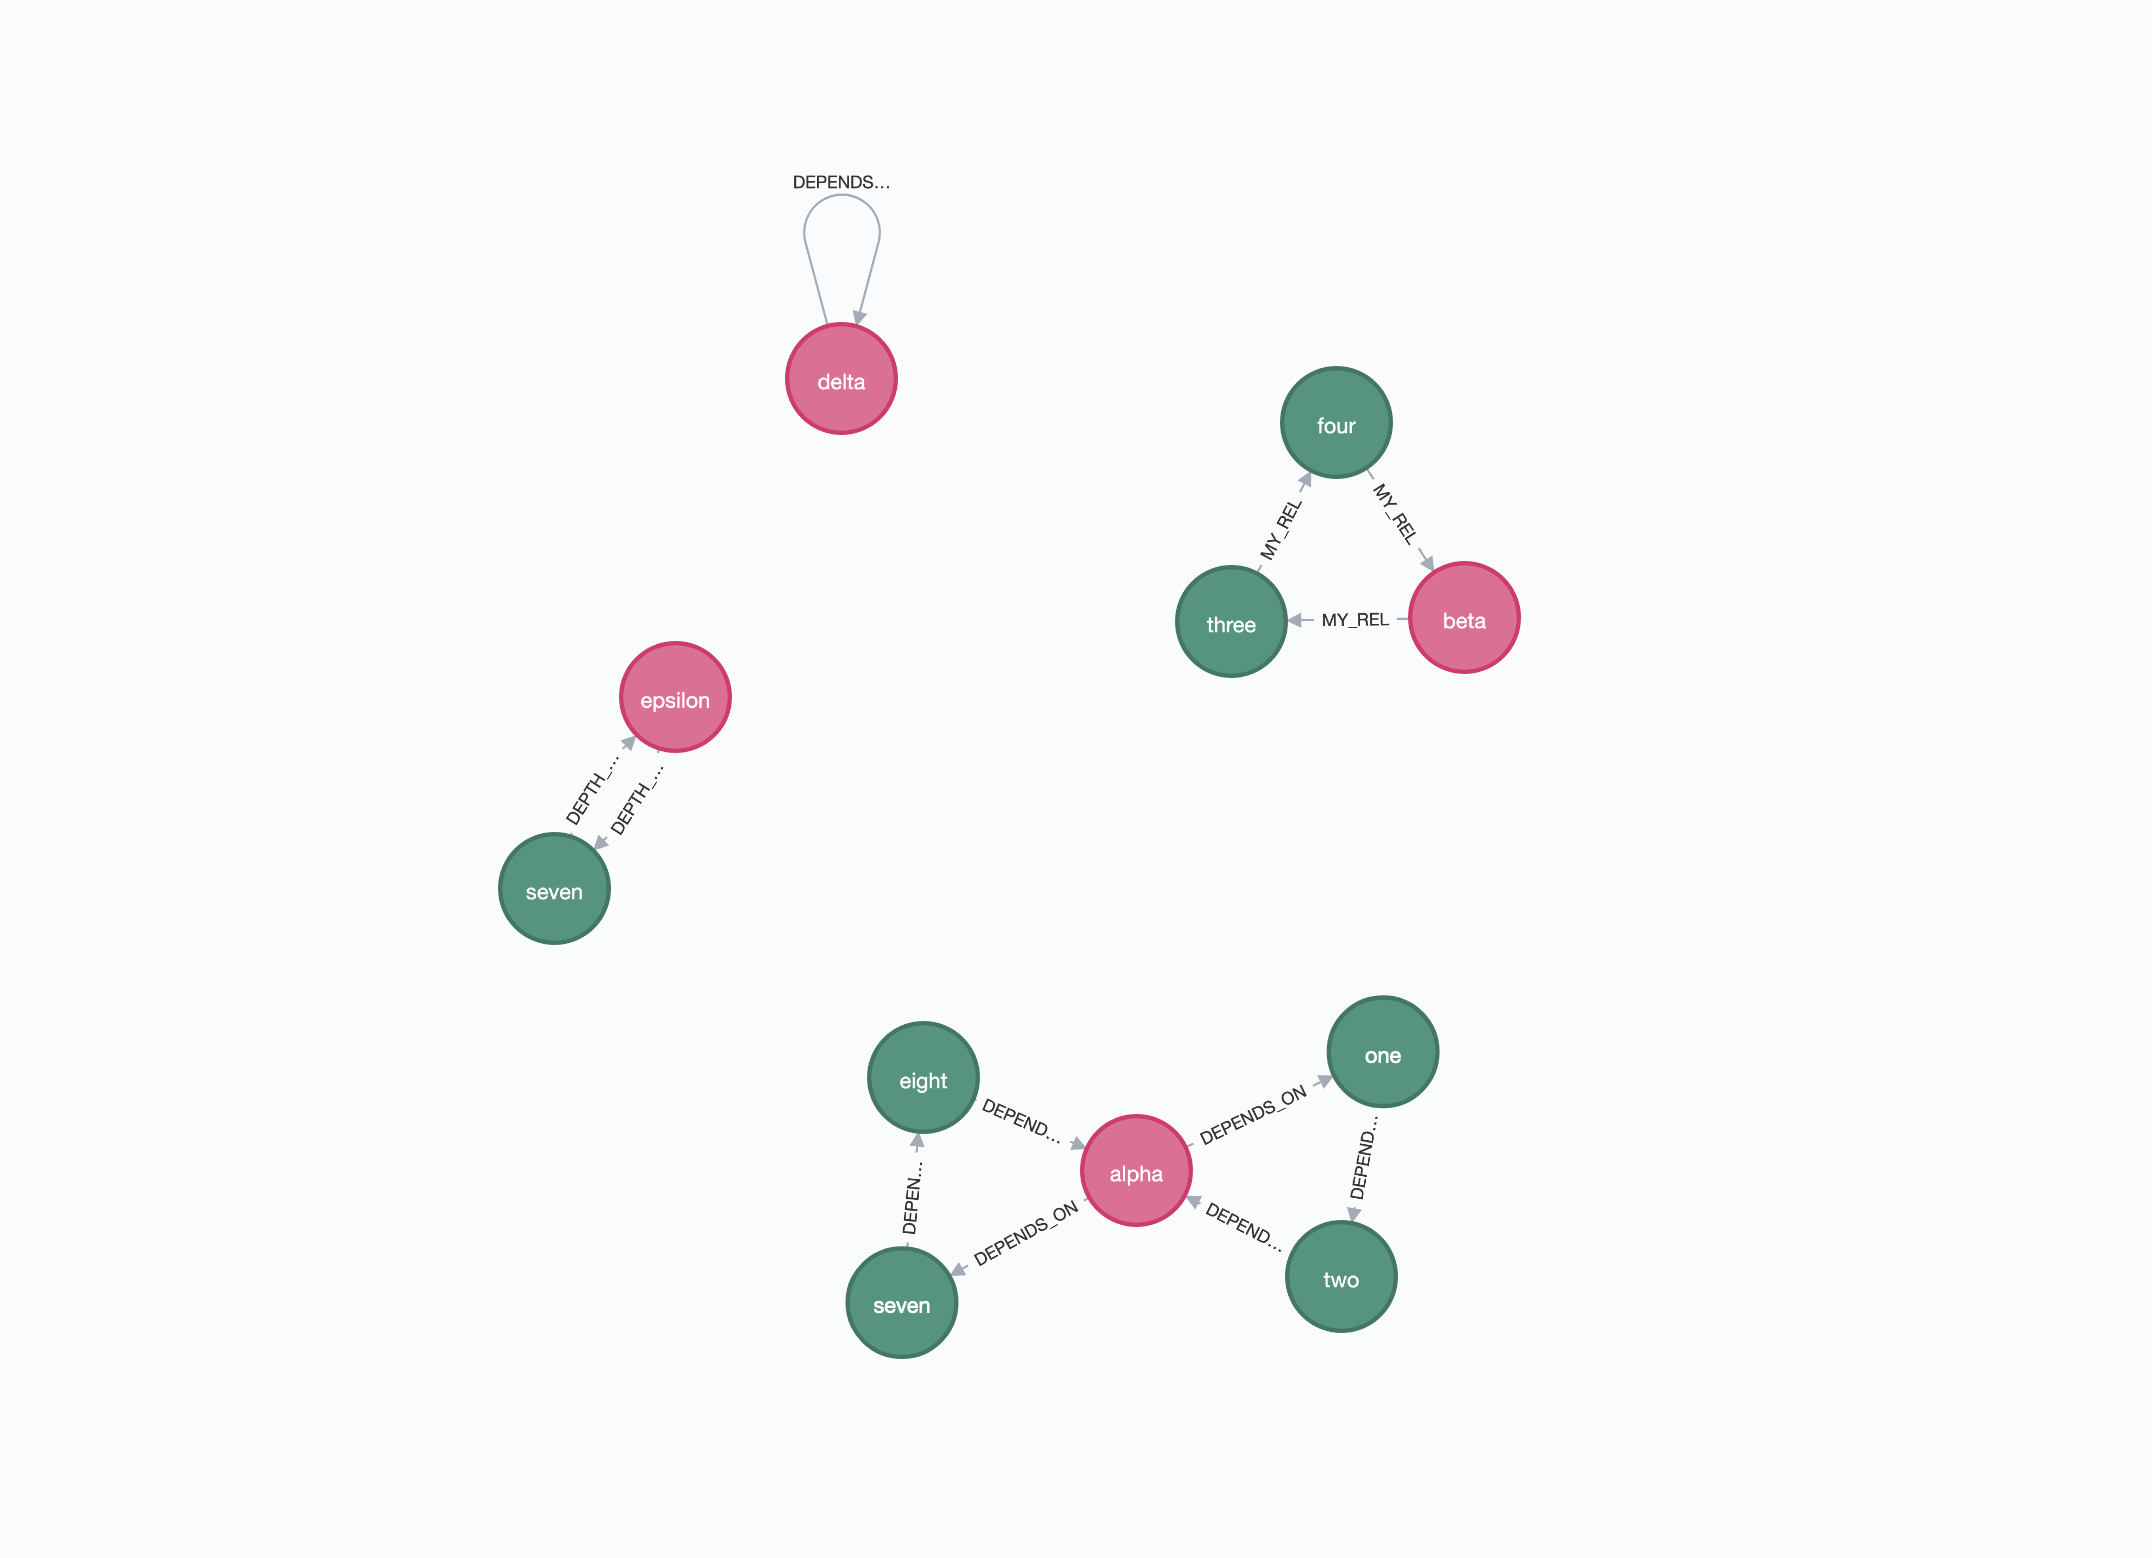 DEPENDS…
delta
four
MY_REL
MY_REL
three
MY_REL
beta
epsilon
DEPTH_…
DEPTH_…
seven
eight
one
DEPEND…
DEPENDS_ON
DEPEND…
alpha
DEPEN…
DEPENDS_ON
DEPEND…
seven
two